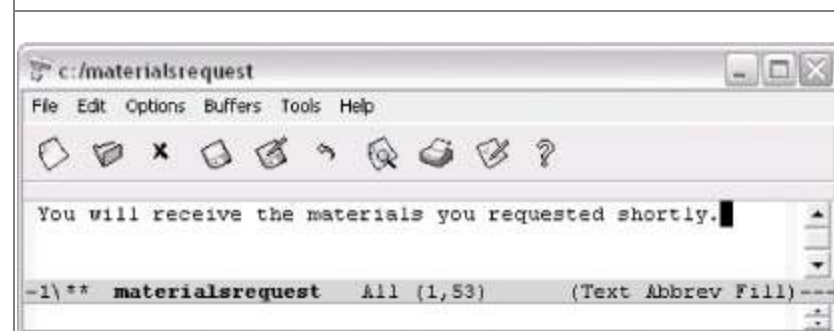 c:/materialsrequest
File Edit Options Buffers Tools Help
You will receive the materials you requested shortly.
-1\** materialsrequest All (1,53) (Text Abbrev Fill)---